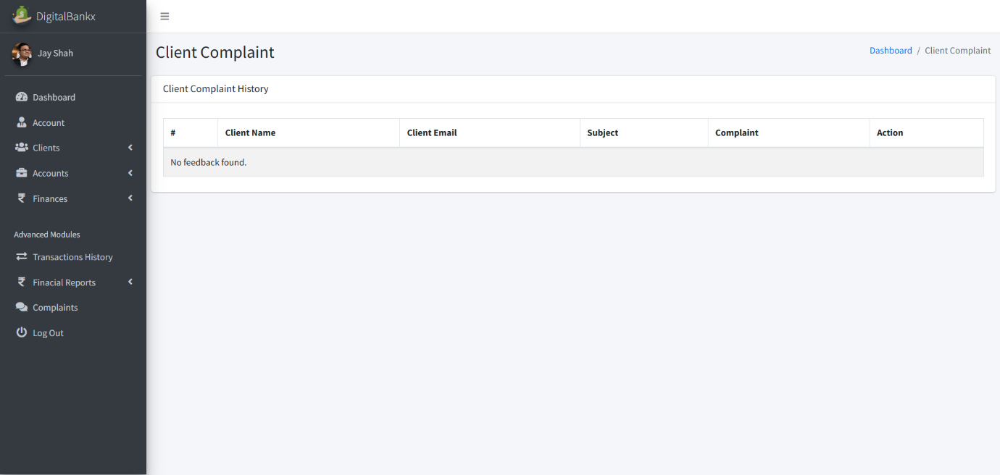 DigitalBankx
Jay Shah
Dashboard
Account
Clients
Accounts
Finances
Advanced Modules
Transactions History
Finacial Reports
Complaints
Log Out
Client Complaint
Dashboard / Client Complaint
Client Complaint History
# Client Name Client Email Subject Complaint Action
No feedback found.